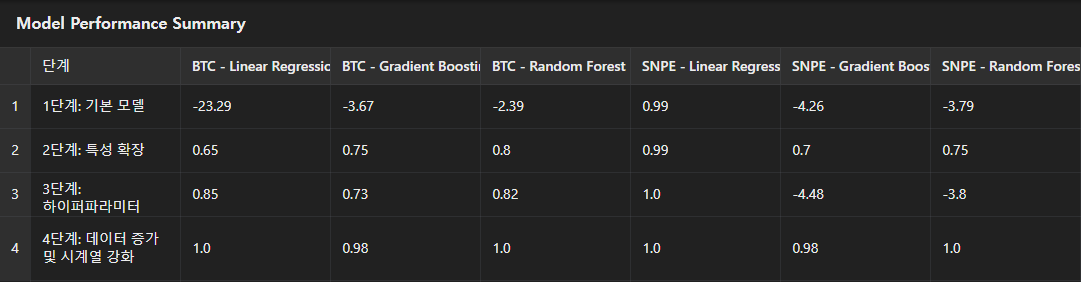 Model Performance Summary
단계 BTC - Linear Regressio BTC - Gradient Boosti BTC - Random Forest SNPE - Linear Regress SNPE - Gradient Boos SNPE - Random Fores
1 1단계: 기본 모델 -23.29 -3.67 -2.39 0.99 -4.26 -3.79
2 2단계: 특성 확장 0.65 0.75 0.8 0.99 0.7 0.75
3 3단계:
하이퍼파라미터 0.85 0.73 0.82 1.0 -4.48 -3.8
4 4단계: 데이터 증가
및 시계열 강화 1.0 0.98 1.0 1.0 0.98 1.0